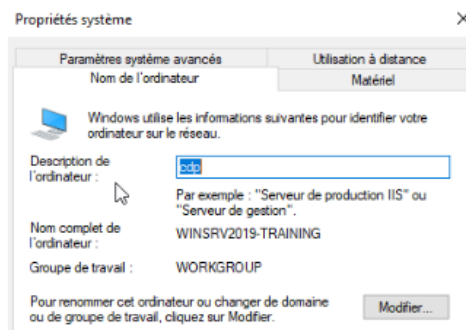 Propriétés système
Paramètres système avancés Utilisation à distance
Nom de l'ordinateur Matériel
Windows utilise les informations suivantes pour identifier votre
ordinateur sur le réseau.
Description de
l'ordinateur :
cdp
Par exemple : "Serveur de production IIS" ou
"Serveur de gestion".
Nom complet de
l'ordinateur :
WINSRV2019-TRAINING
Groupe de travail : WORKGROUP
Pour renommer cet ordinateur ou changer de domaine
ou de groupe de travail, cliquez sur Modifier.
Modifier...